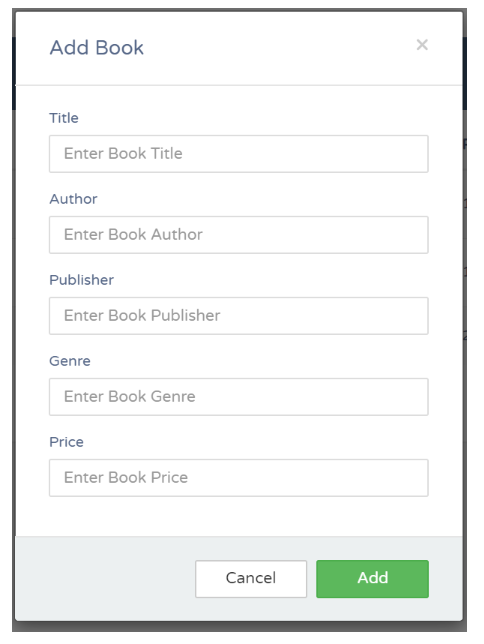 Add Book ×
Title
Enter Book Title
Author
Enter Book Author
Publisher
Enter Book Publisher
Genre
Enter Book Genre
Price
Enter Book Price
Cancel Add